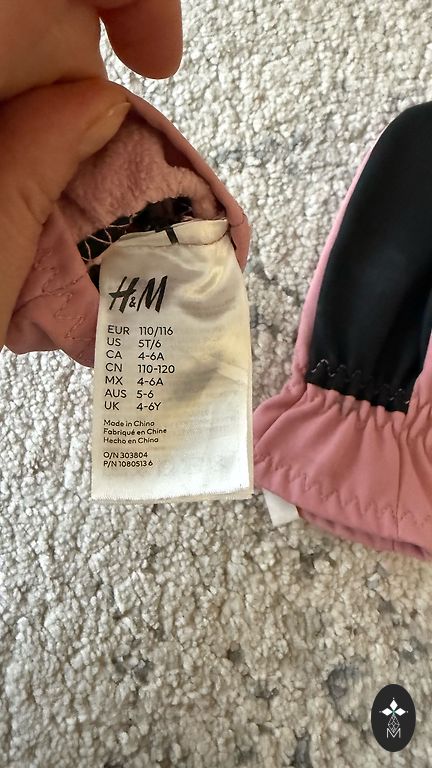 H&M
EUR 110/116
US 5T/6
CA 4-6A
CN 110-120
MX 4-6A
AUS 5-6
UK 4-6Y
Made in China
Fabriqué en Chine
Hecho en China
O/N 303804
P/N 1080513 6
M